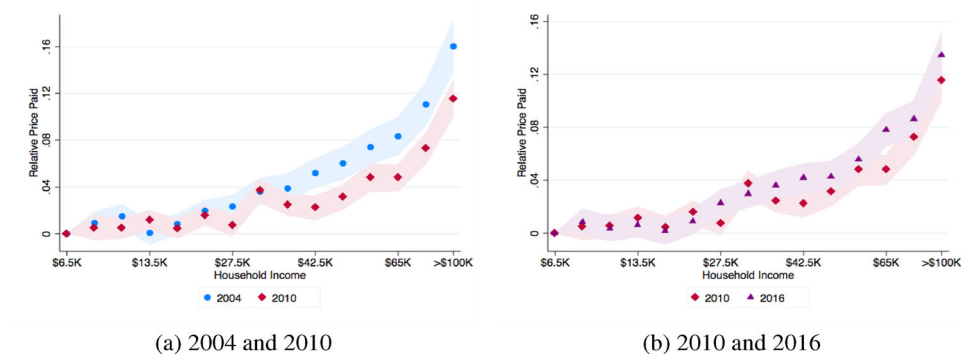 Relative Price Paid
.16
.12
.08
.04
0
$6.5K $13.5K $27.5K $42.5K $65K >$100K
Household Income
2004 2010
(a) 2004 and 2010
Relative Price Paid
.16
.12
.08
.04
0
$6.5K $13.5K $27.5K $42.5K $65K >$100K
Household Income
2010 2016
(b) 2010 and 2016